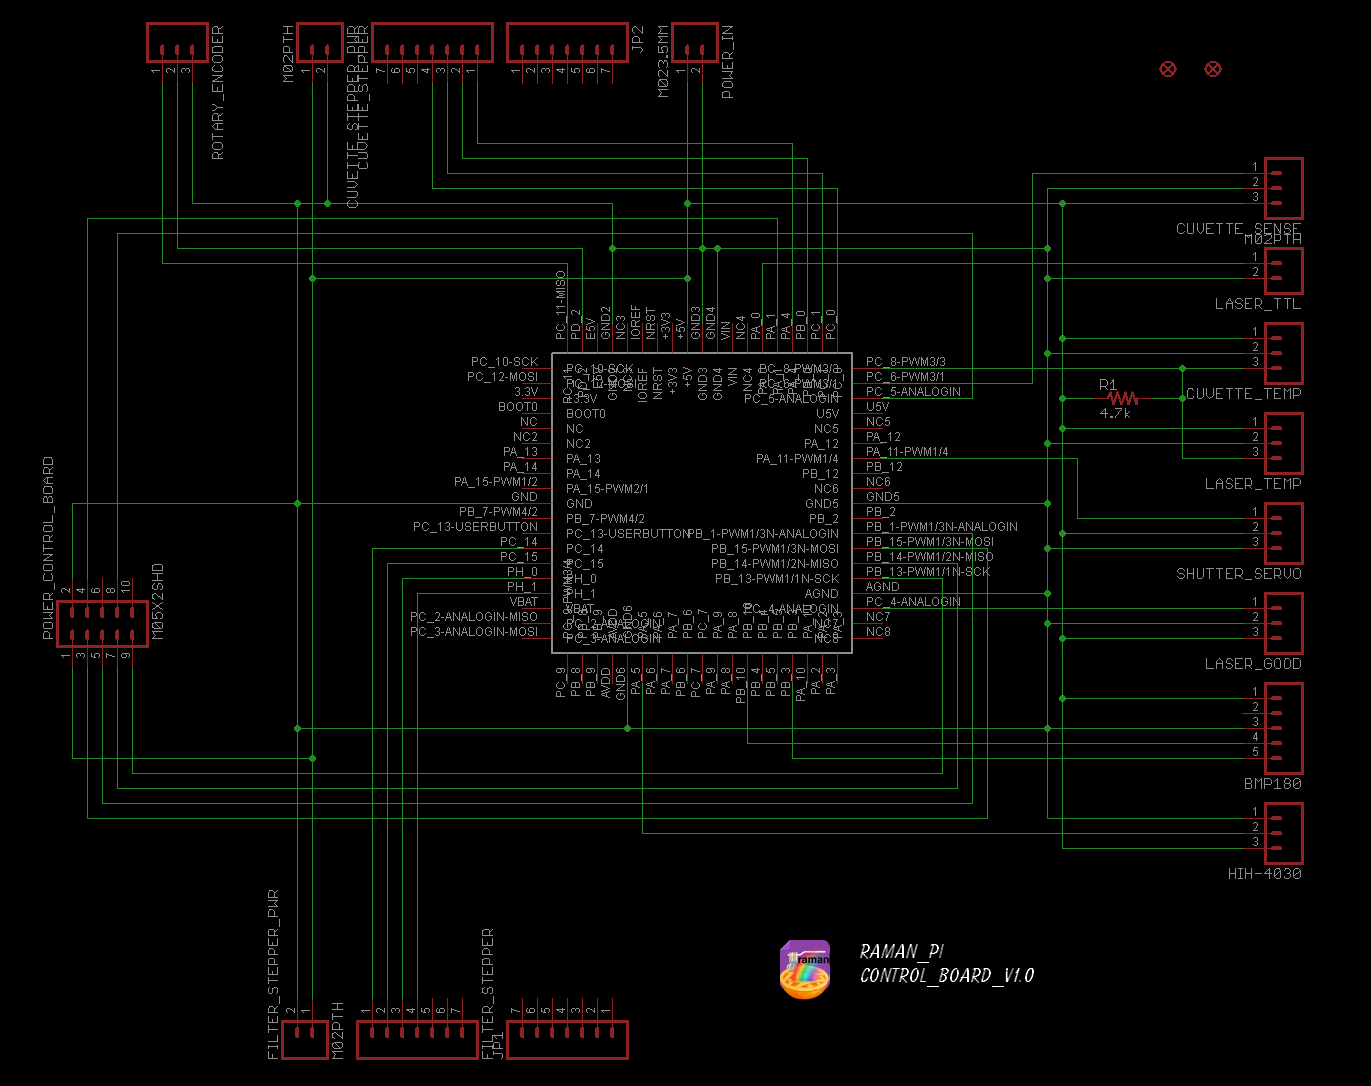 ROTARY_ENCODER
1
2
3
M02PTH
1
2
CUVETTE_STEPPER_PWR
CUVETTE_STEPPER
7
6
5
4
3
2
1
JP2
1
2
3
4
5
6
7
M023.5MM
1
2
POWER_IN
1
2
3
CUVETTE_SENSE
M02PTH
1
2
LASER_TTL
1
2
3
CUVETTE_TEMP
R1
4.7k
1
2
3
LASER_TEMP
1
2
3
SHUTTER_SERVO
1
2
3
LASER_GOOD
1
2
3
4
5
BMP180
1
2
3
HIH-4030
PC_11-MISO
PD_2
E5V
GND2
NC3
IOREF
NRST
+3V3
+5V
GND3
GND4
VIN
NC4
PA_0
PA_1
PA_4
PB_0
PC_1
PC_0
PC_10-SCK
PC_12-MOSI
3.3V
BOOT0
NC
NC2
PA_13
PA_14
PA_15-PWM1/2
GND
PB_7-PWM4/2
PC_13-USERBUTTON
PC_14
PC_15
PH_0
PH_1
VBAT
PC_2-ANALOGIN-MISO
PC_3-ANALOGIN-MOSI
PC_10-SCK
3.3V
BOOT0
NC
NC2
PA_13
PA_14
PA_15-PWM2/1
GND
PB_7-PWM4/2
PC_13-USERBUTTON
PC_14
PC_15
PH_0
PH_1
VBAT
IOREF
NRST
+3V3
+5V
GND3
GND4
VIN
NC4
PC_5-ANALOGIN
U5V
NC5
PA_12
PA_11-PWM1/4
PB_12
NC6
GND5
PB_2
PB_1-PWM1/3N-ANALOGIN
PB_15-PWM1/3N-MOSI
PB_14-PWM1/2N-MISO
PB_13-PWM1/1N-SCK
AGND
PC_4-ANALOGIN
NC7
NC8
PC_8-PWM3/3
PC_6-PWM3/1
PC_5-ANALOGIN
U5V
NC5
PA_12
PA_11-PWM1/4
PB_12
NC6
GND5
PB_2
PB_1-PWM1/3N-ANALOGIN
PB_15-PWM1/3N-MOSI
PB_14-PWM1/2N-MISO
PB_13-PWM1/1N-SCK
AGND
PC_4-ANALOGIN
NC7
NC8
PA_7
PB_6
PC_7
PA_9
PA_8
PC_9
PB_8
PB_9
AVDD
GND6
PA_5
PA_6
PA_7
PB_6
PC_7
PA_9
PA_8
PB_10
PB_4
PB_5
PB_3
PA_10
PA_2
PA_3
POWER_CONTROL_BOARD
2
4
6
8
10
1
3
5
7
9
M05X2SHD
FILTER_STEPPER_PWR
2
1
M02PTH
1
2
3
4
5
6
7
FILTER_STEPPER
JP1
7
6
5
4
3
2
1
raman
RAMAN_PI
CONTROL_BOARD_V1.0